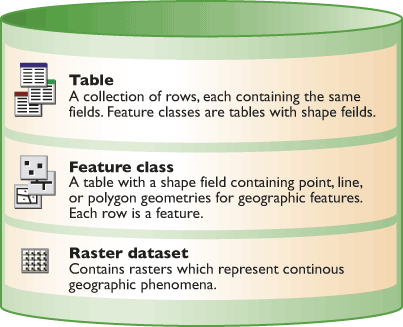 Table
A collection of rows, each containing the same
fields. Feature classes are tables with shape feilds.
Feature class
A table with a shape field containing point, line,
or polygon geometries for geographic features.
Each row is a feature.
Raster dataset
Contains rasters which represent continous
geographic phenomena.